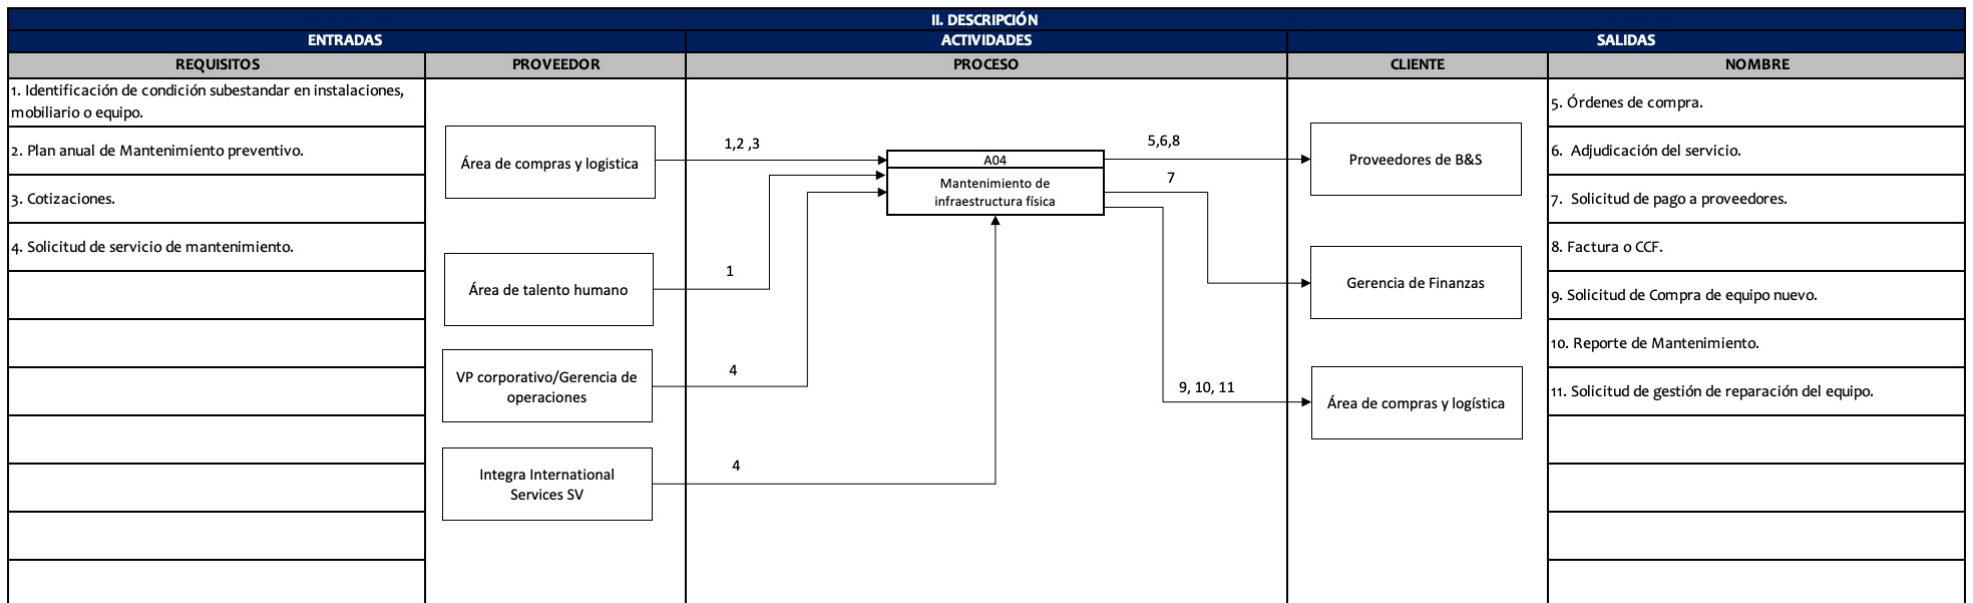 II. DESCRIPCIÓN
ENTRADAS
ACTIVIDADES
SALIDAS
REQUISITOS
PROVEEDOR
PROCESO
CLIENTE
NOMBRE
1. Identificación de condición subestandar en instalaciones,
mobiliario o equipo.
2. Plan anual de Mantenimiento preventivo.
3. Cotizaciones.
4. Solicitud de servicio de mantenimiento.
Área de compras y logistica
Área de talento humano
VP corporativo/Gerencia de
operaciones
Integra International
Services SV
1,2 ,3
1
4
4
A04
Mantenimiento de
infraestructura física
5,6,8
7
9, 10, 11
Proveedores de B&S
Gerencia de Finanzas
Área de compras y logística
5. Órdenes de compra.
6. Adjudicación del servicio.
7. Solicitud de pago a proveedores.
8. Factura o CCF.
9. Solicitud de Compra de equipo nuevo.
10. Reporte de Mantenimiento.
11. Solicitud de gestión de reparación del equipo.